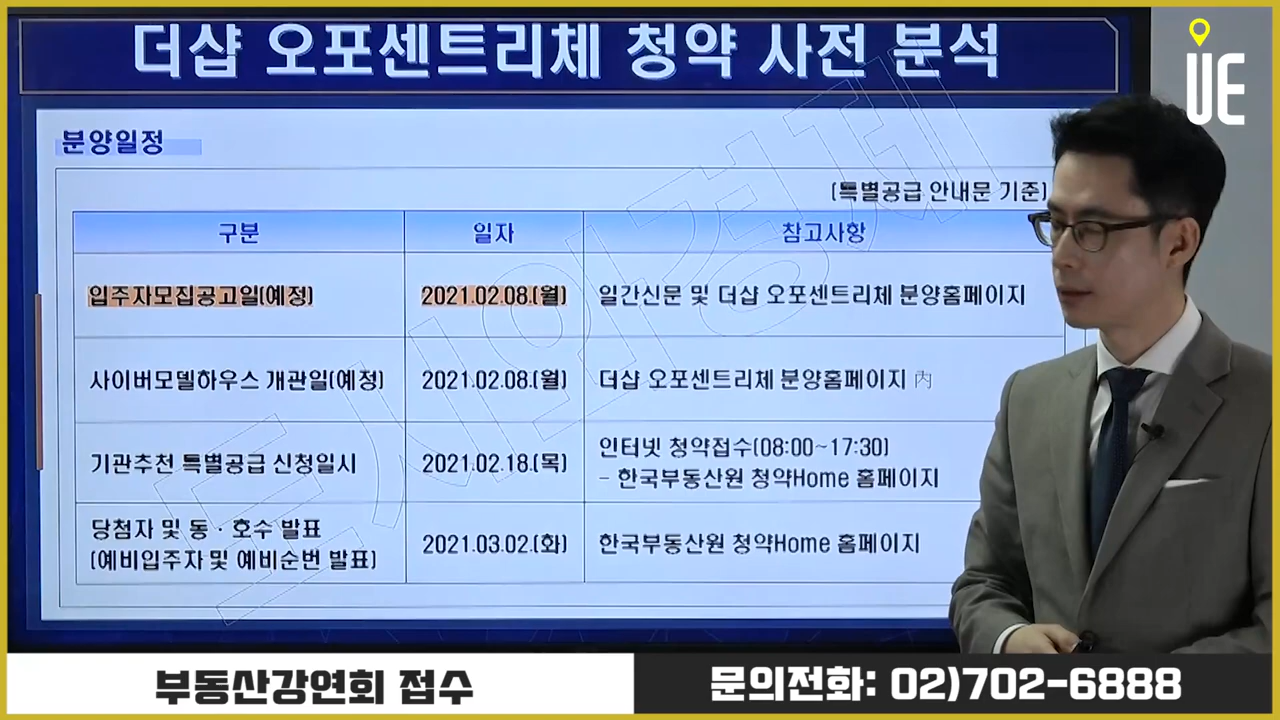 더샵 오포센트리체 청약 사전 분석
UE
분양일정
(특별공급 안내문 기준)
구분 일자 참고사항
입주자모집공고일(예정) 2021.02.08.(월) 일간신문 및 더샵 오포센트리체 분양홈페이지
사이버모델하우스 개관일(예정) 2021.02.08.(월) 더샵 오포센트리체 분양홈페이지 內
기관추천 특별공급 신청일시 2021.02.18.(목) 인터넷 청약접수(08:00~17:30)
- 한국부동산원 청약Home 홈페이지
당첨자 및 동·호수 발표
(예비입주자 및 예비순번 발표) 2021.03.02.(화) 한국부동산원 청약Home 홈페이지
도시와경제
부동산강연회 접수
문의전화: 02)702-6888